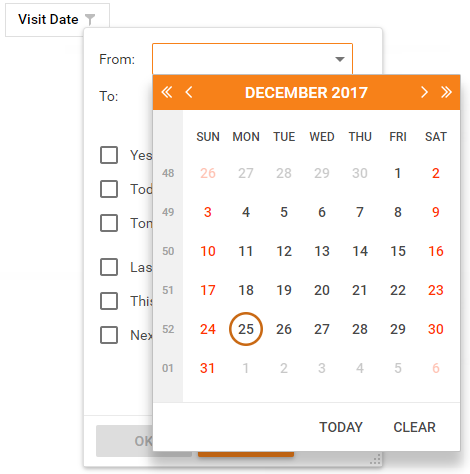 Visit Date
From:
To:
DECEMBER 2017
SUN MON TUE WED THU FRI SAT
48 26 27 28 29 30 1 2
49 3 4 5 6 7 8 9
50 10 11 12 13 14 15 16
51 17 18 19 20 21 22 23
52 24 25 26 27 28 29 30
01 31 1 2 3 4 5 6
Yes
Tod
Tom
Las
This
Nex
TODAY CLEAR
OK